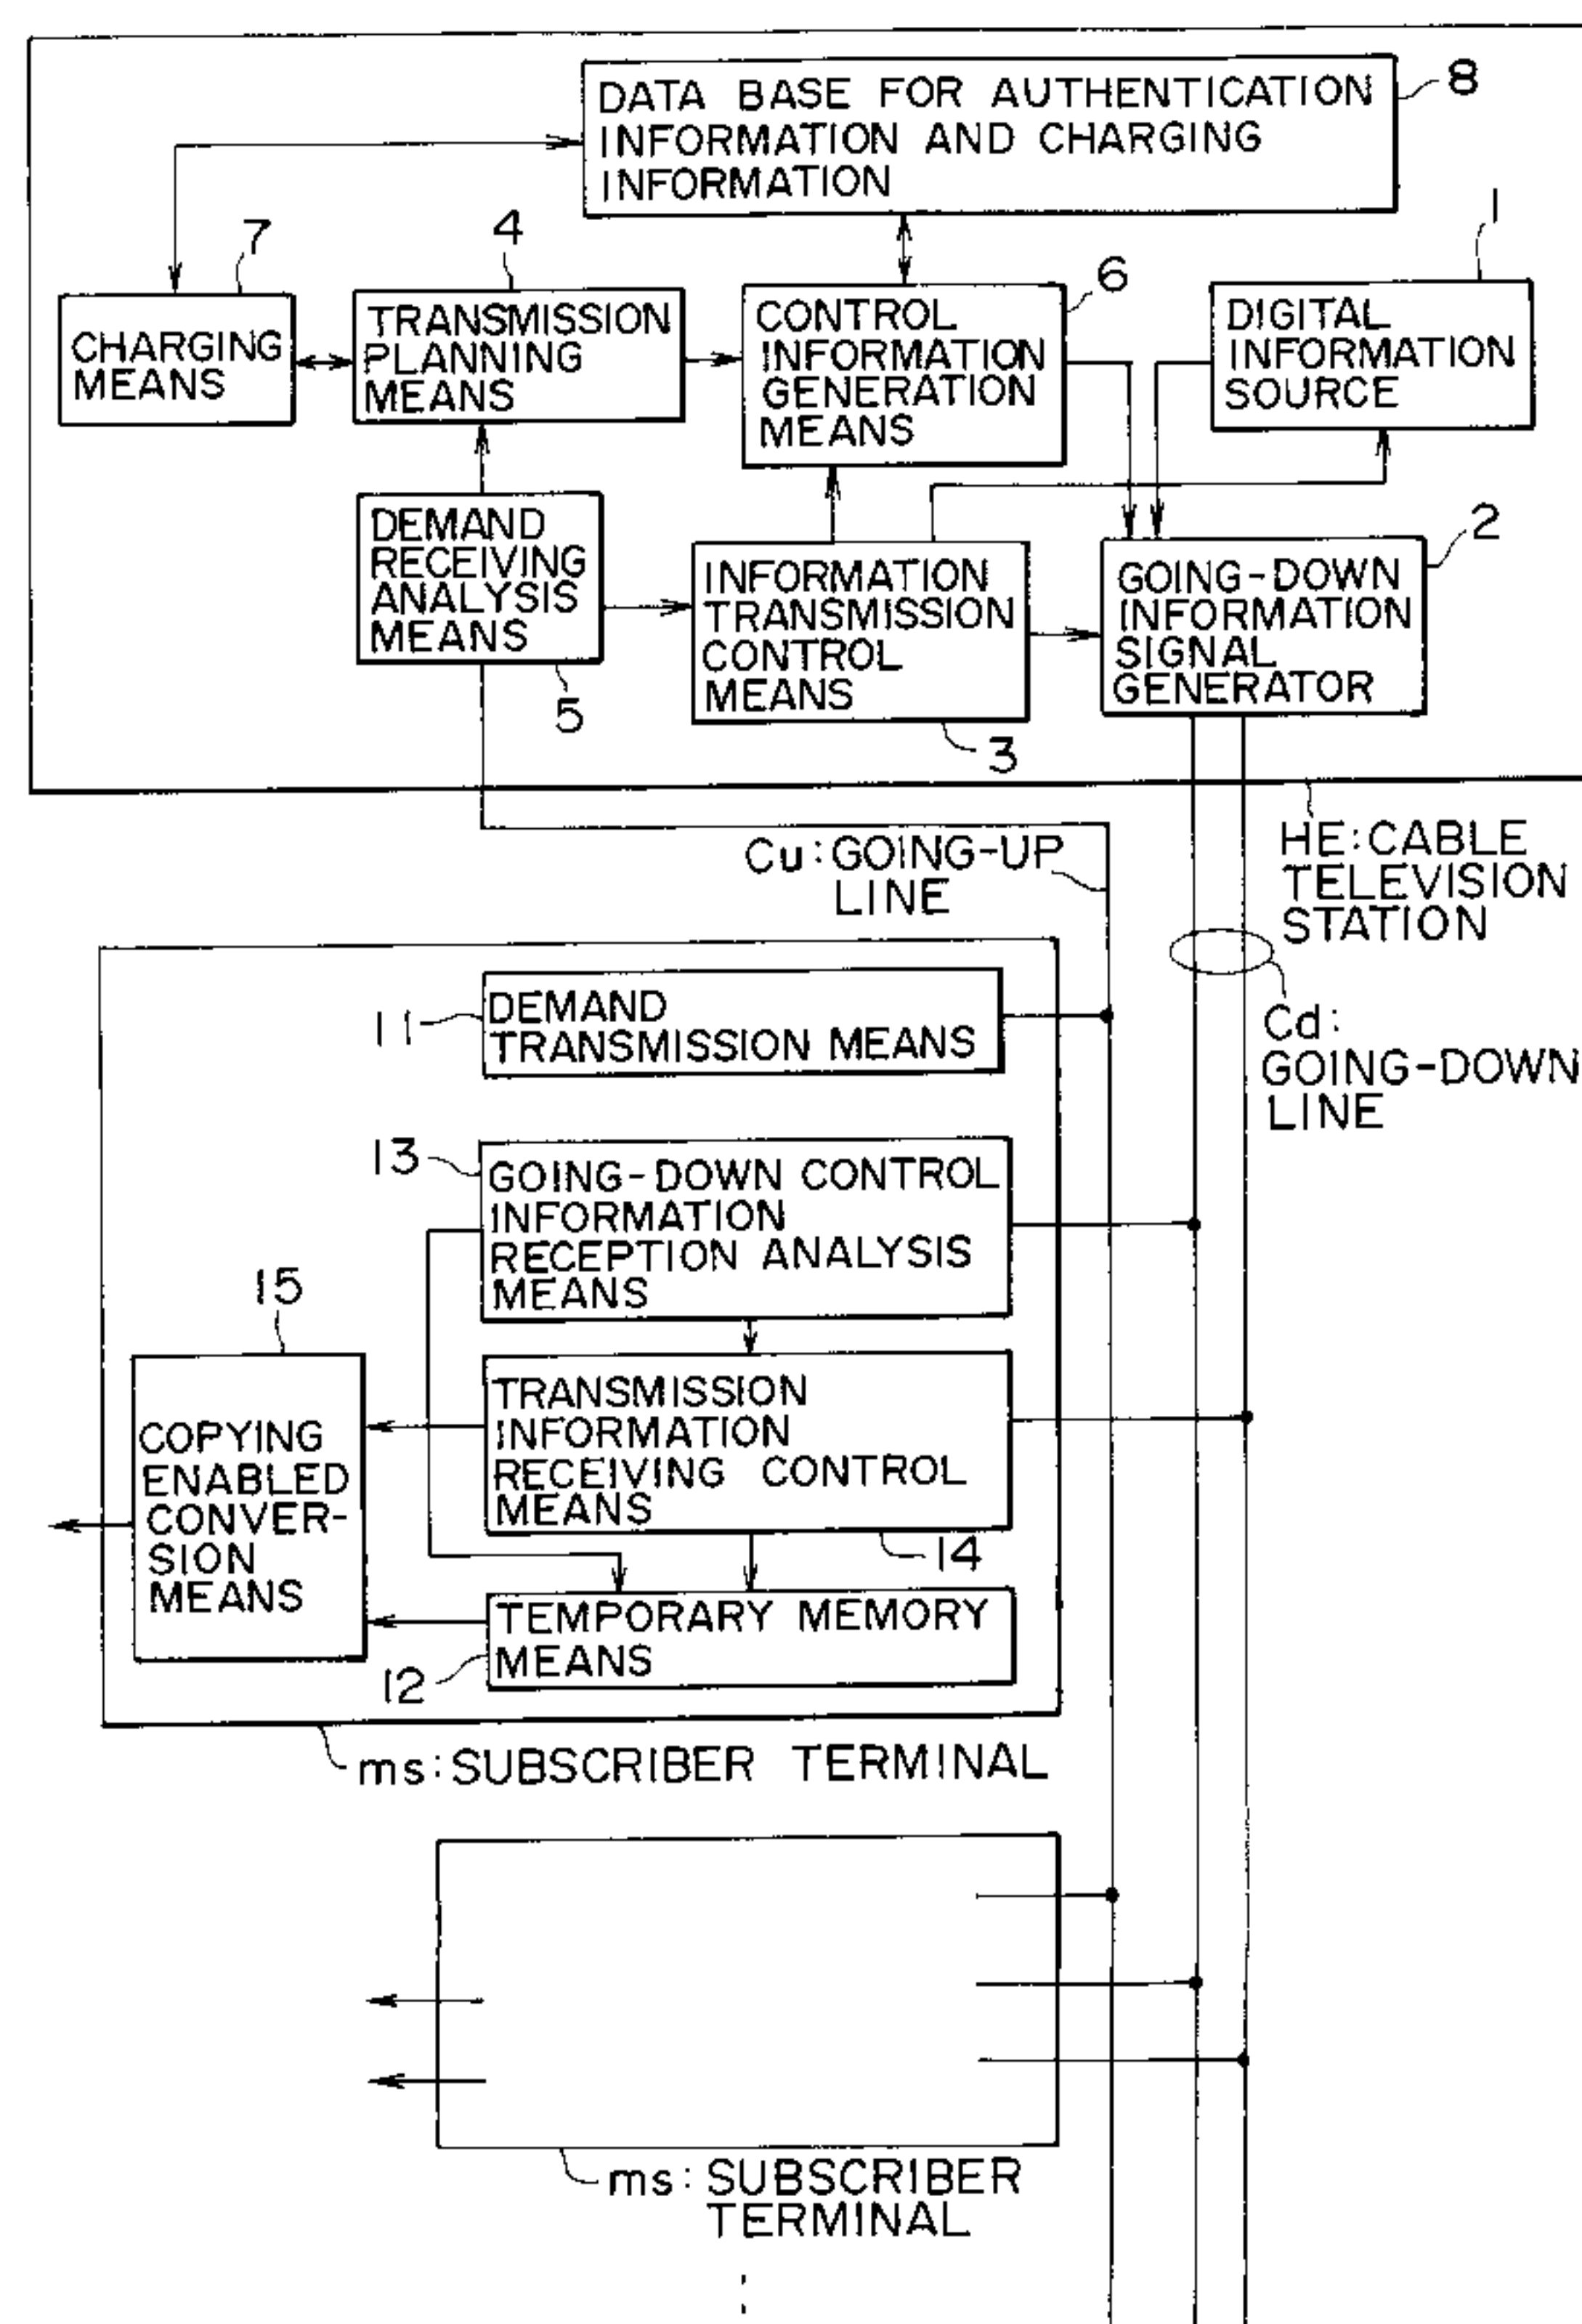 DATA BASE FOR AUTHENTICATION
INFORMATION AND CHARGING
INFORMATION
8
1
7
4
6
CHARGING
MEANS
TRANSMISSION
PLANNING
MEANS
CONTROL
INFORMATION
GENERATION
MEANS
DIGITAL
INFORMATION
SOURCE
DEMAND
RECEIVING
ANALYSIS
MEANS
5
INFORMATION
TRANSMISSION
CONTROL
MEANS
3
2
GOING-DOWN
INFORMATION
SIGNAL
GENERATOR
HE:CABLE
TELEVISION
STATION
Cu:GOING-UP
LINE
Cd:
GOING-DOWN
LINE
11
DEMAND
TRANSMISSION MEANS
13
GOING-DOWN CONTROL
INFORMATION
RECEPTION ANALYSIS
MEANS
15
COPYING
ENABLED
CONVER-
SION
MEANS
TRANSMISSION
INFORMATION
RECEIVING CONTROL
MEANS
14
TEMPORARY MEMORY
MEANS
12
ms:SUBSCRIBER TERMINAL
ms:SUBSCRIBER
TERMINAL